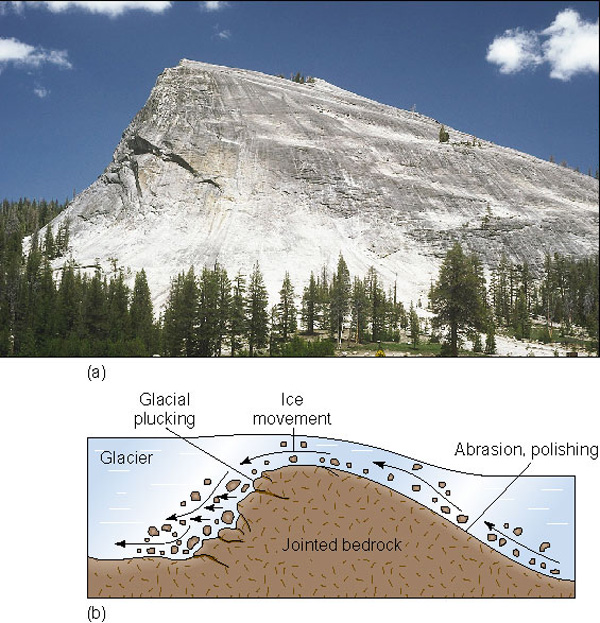 (a)
Glacial
plucking
Ice
movement
Glacier
Abrasion, polishing
Jointed bedrock
(b)